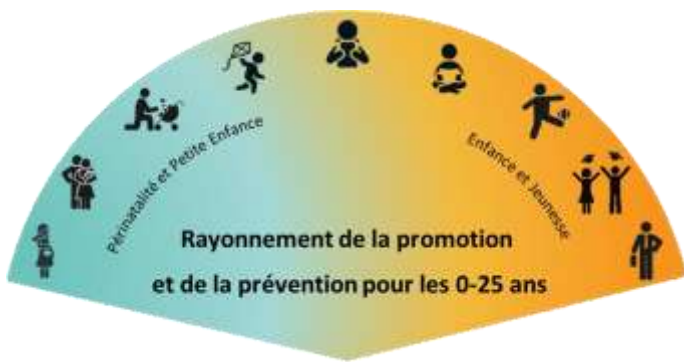 Périnatalité et Petite Enfance
Enfance et Jeunesse
Rayonnement de la promotion
et de la prévention pour les 0-25 ans